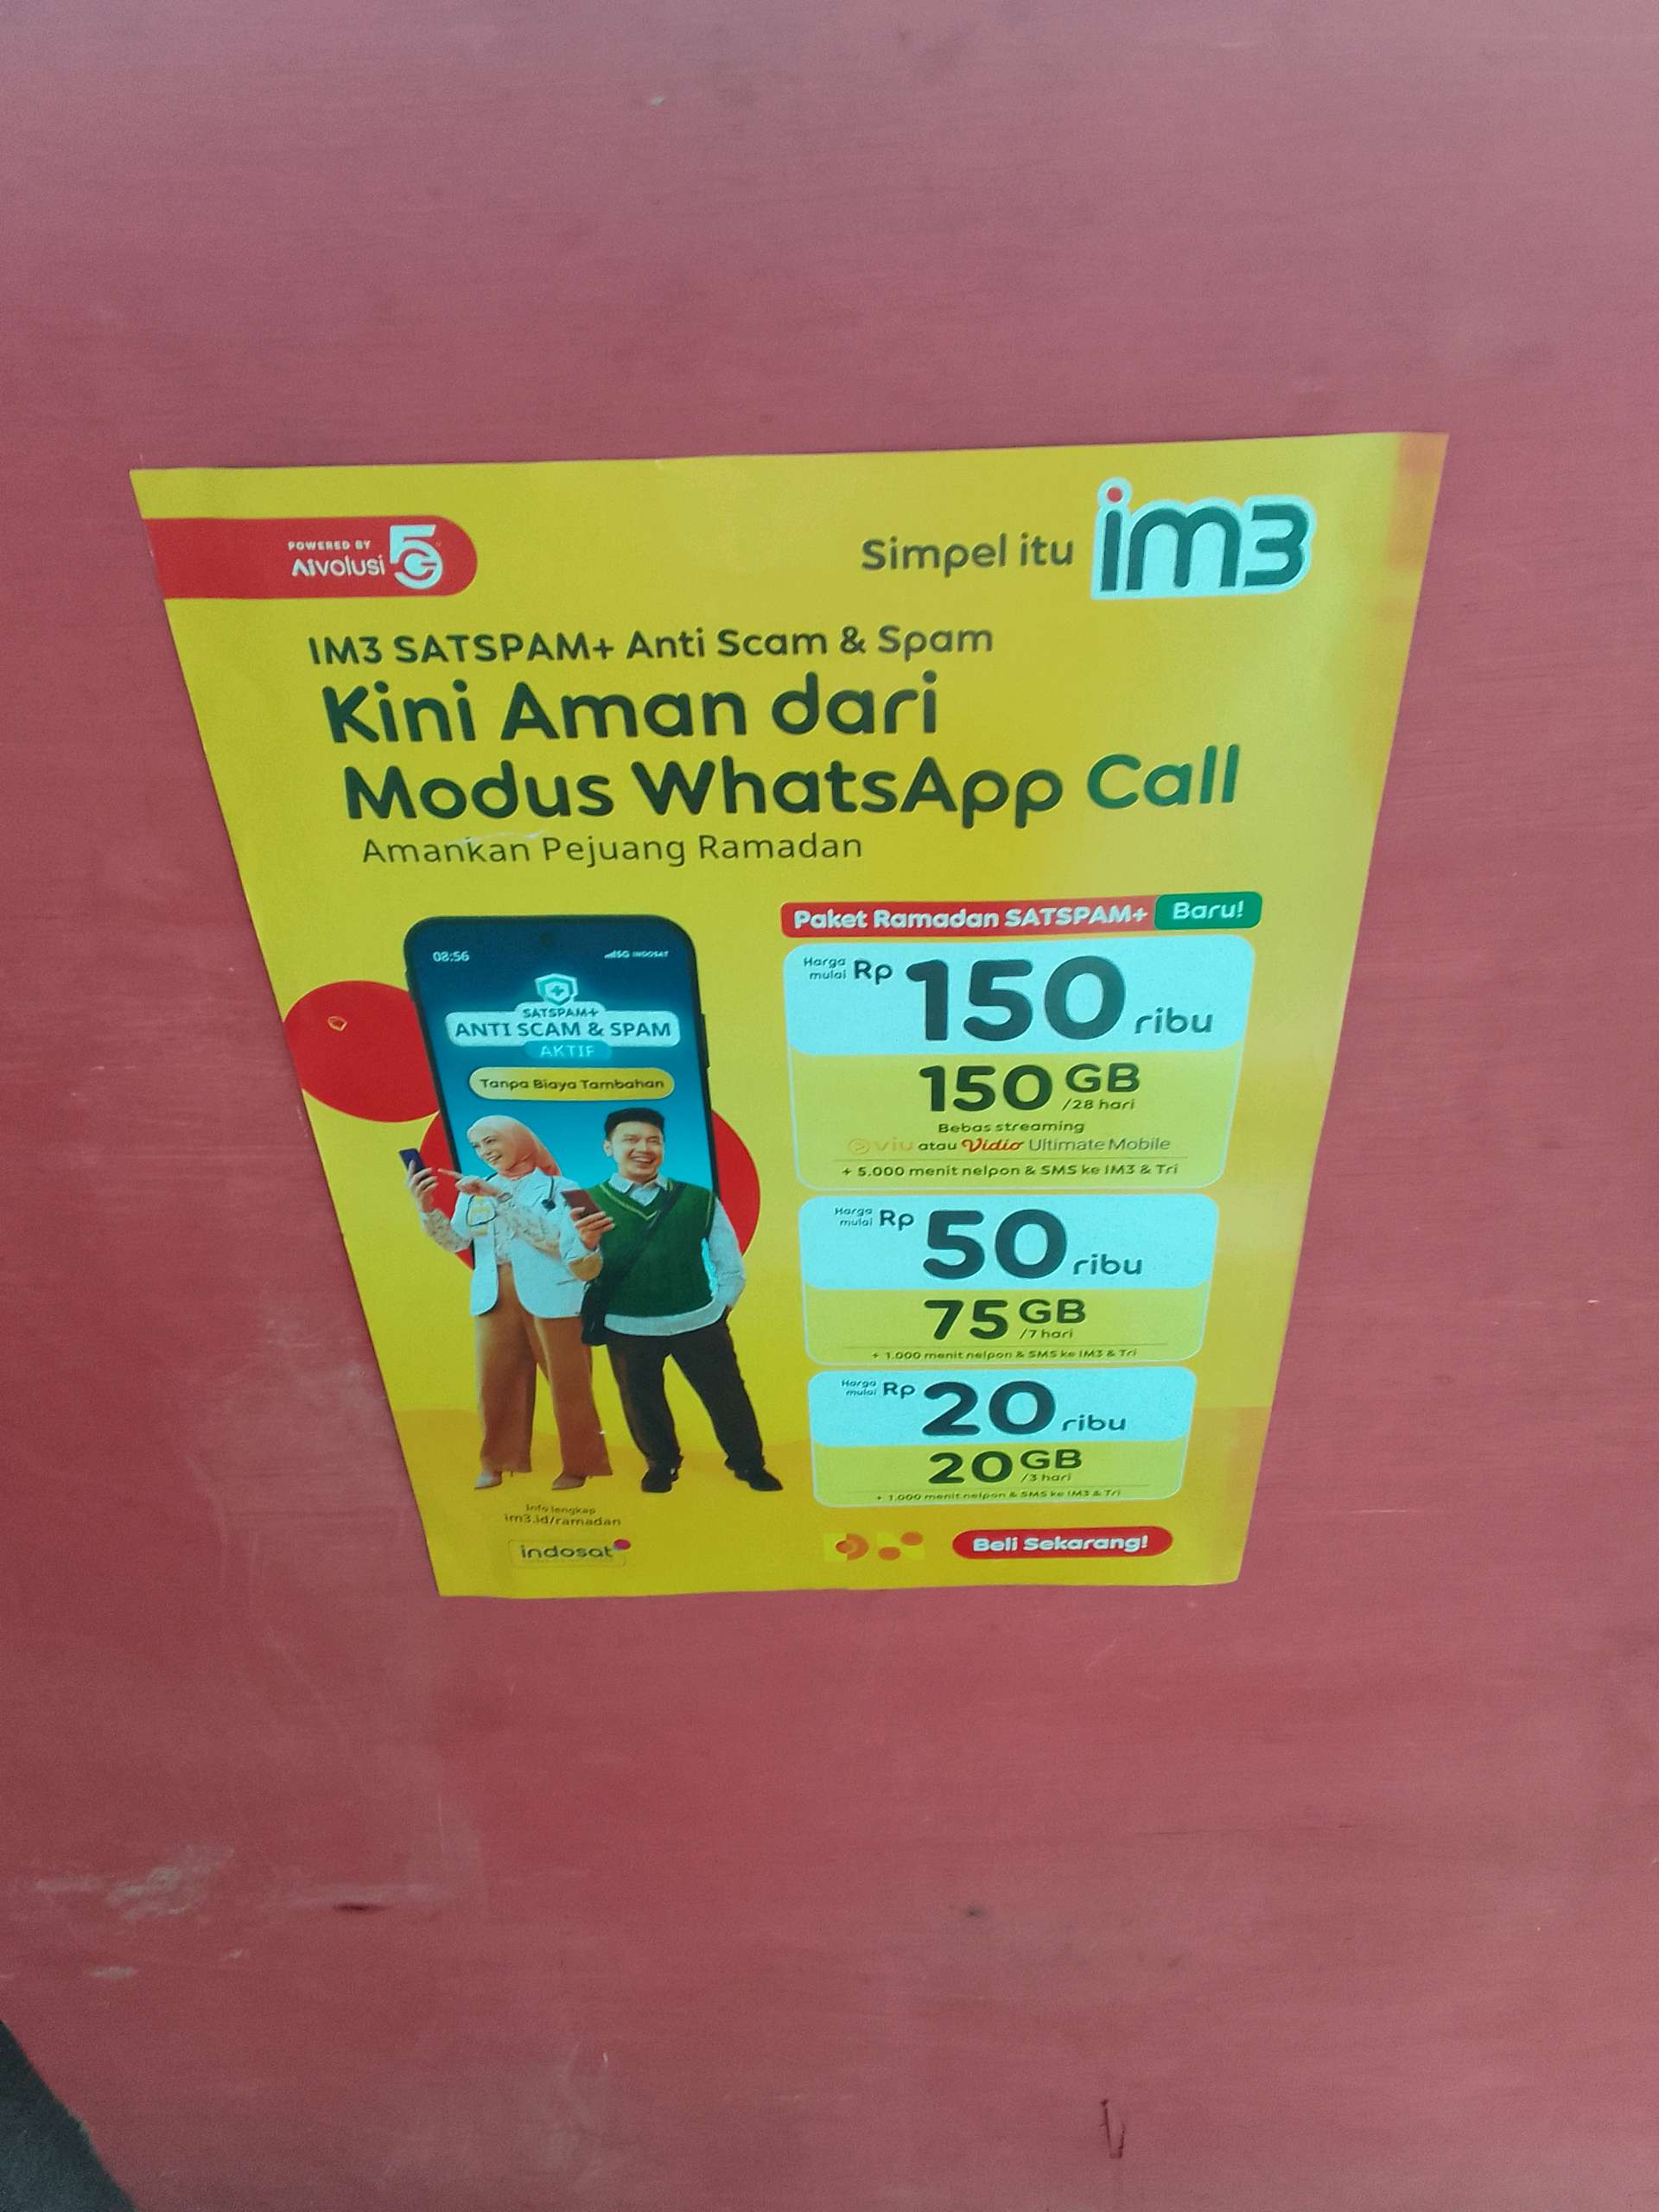 POWERED BY
AIvolusi 5G
Simpel itu im3
IM3 SATSPAM+ Anti Scam & Spam
Kini Aman dari
Modus WhatsApp Call
Amankan Pejuang Ramadan
08:56
5G INDOSAT
SATSPAM+
ANTI SCAM & SPAM
AKTIF
Tanpa Biaya Tambahan
Paket Ramadan SATSPAM+ Baru!
Harga mulai Rp 150 ribu
150 GB /28 hari
Bebas streaming
viu atau Vidio Ultimate Mobile
+ 5.000 menit nelpon & SMS ke IM3 & Tri
Harga mulai Rp 50 ribu
75 GB /7 hari
+ 1.000 menit nelpon & SMS ke IM3 & Tri
Harga mulai Rp 20 ribu
20 GB /3 hari
+ 1.000 menit nelpon & SMS ke IM3 & Tri
Info lengkap
im3.id/ramadan
indosat
Beli Sekarang!